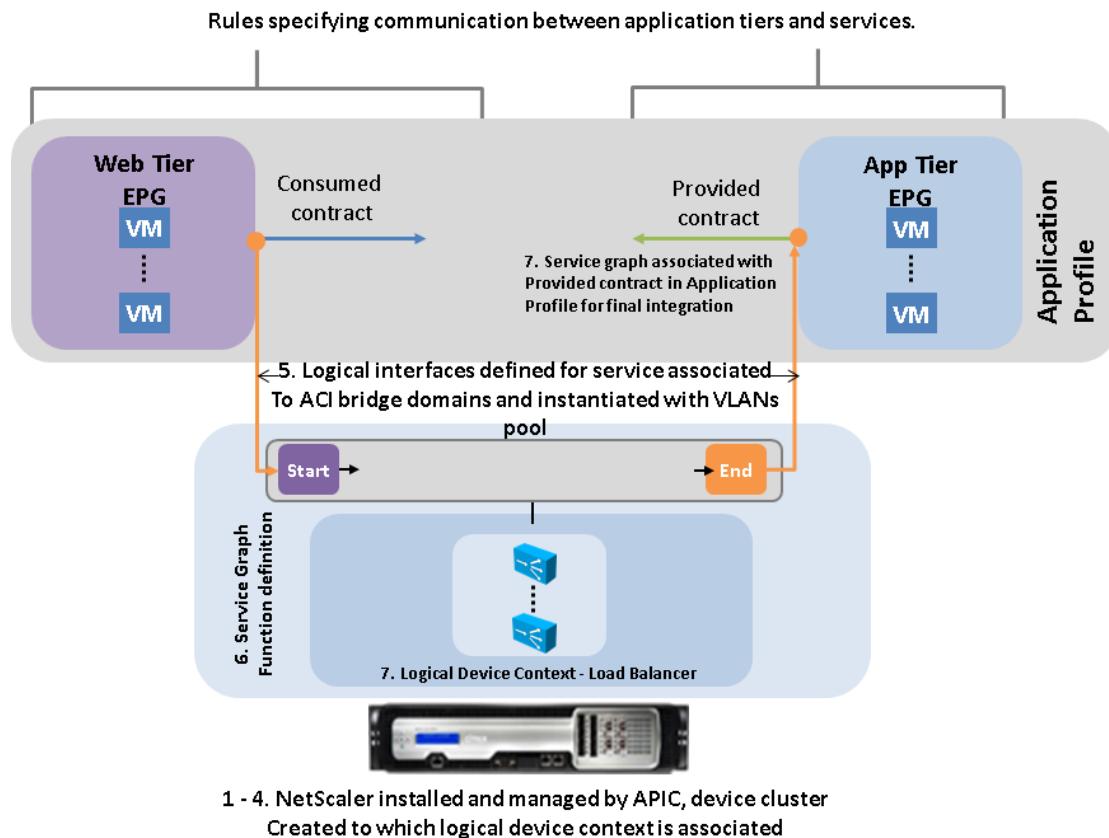 Rules specifying communication between application tiers and services.
Web Tier
EPG
VM
VM
Consumed
contract
Provided
contract
7. Service graph associated with
Provided contract in Application
Profile for final integration
App Tier
EPG
VM
VM
Application
Profile
5. Logical interfaces defined for service associated
To ACI bridge domains and instantiated with VLANs
pool
Start
End
6. Service Graph
Function definition
7. Logical Device Context - Load Balancer
1 - 4. NetScaler installed and managed by APIC, device cluster
Created to which logical device context is associated